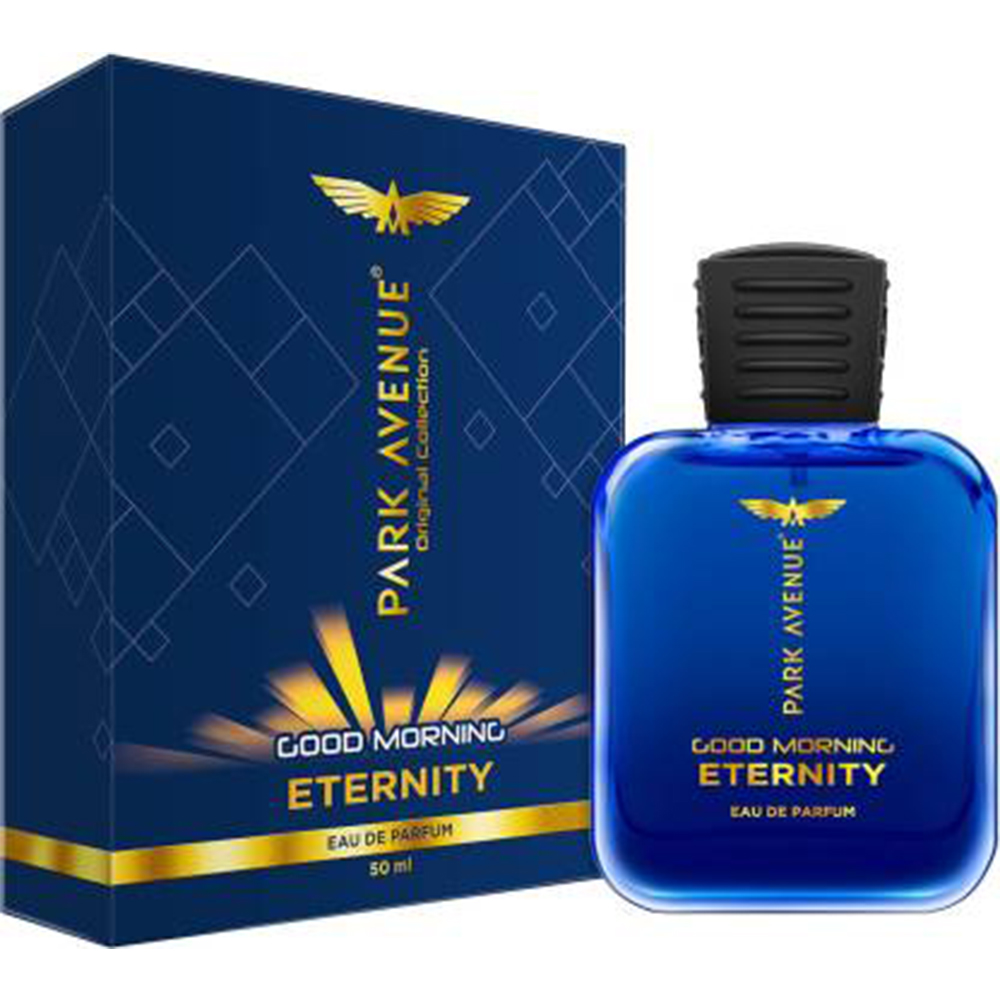 PARK AVENUE®
Original Collection
GOOD MORNING
ETERNITY
EAU DE PARFUM
50 ml
PARK AVENUE®
GOOD MORNING
ETERNITY
EAU DE PARFUM